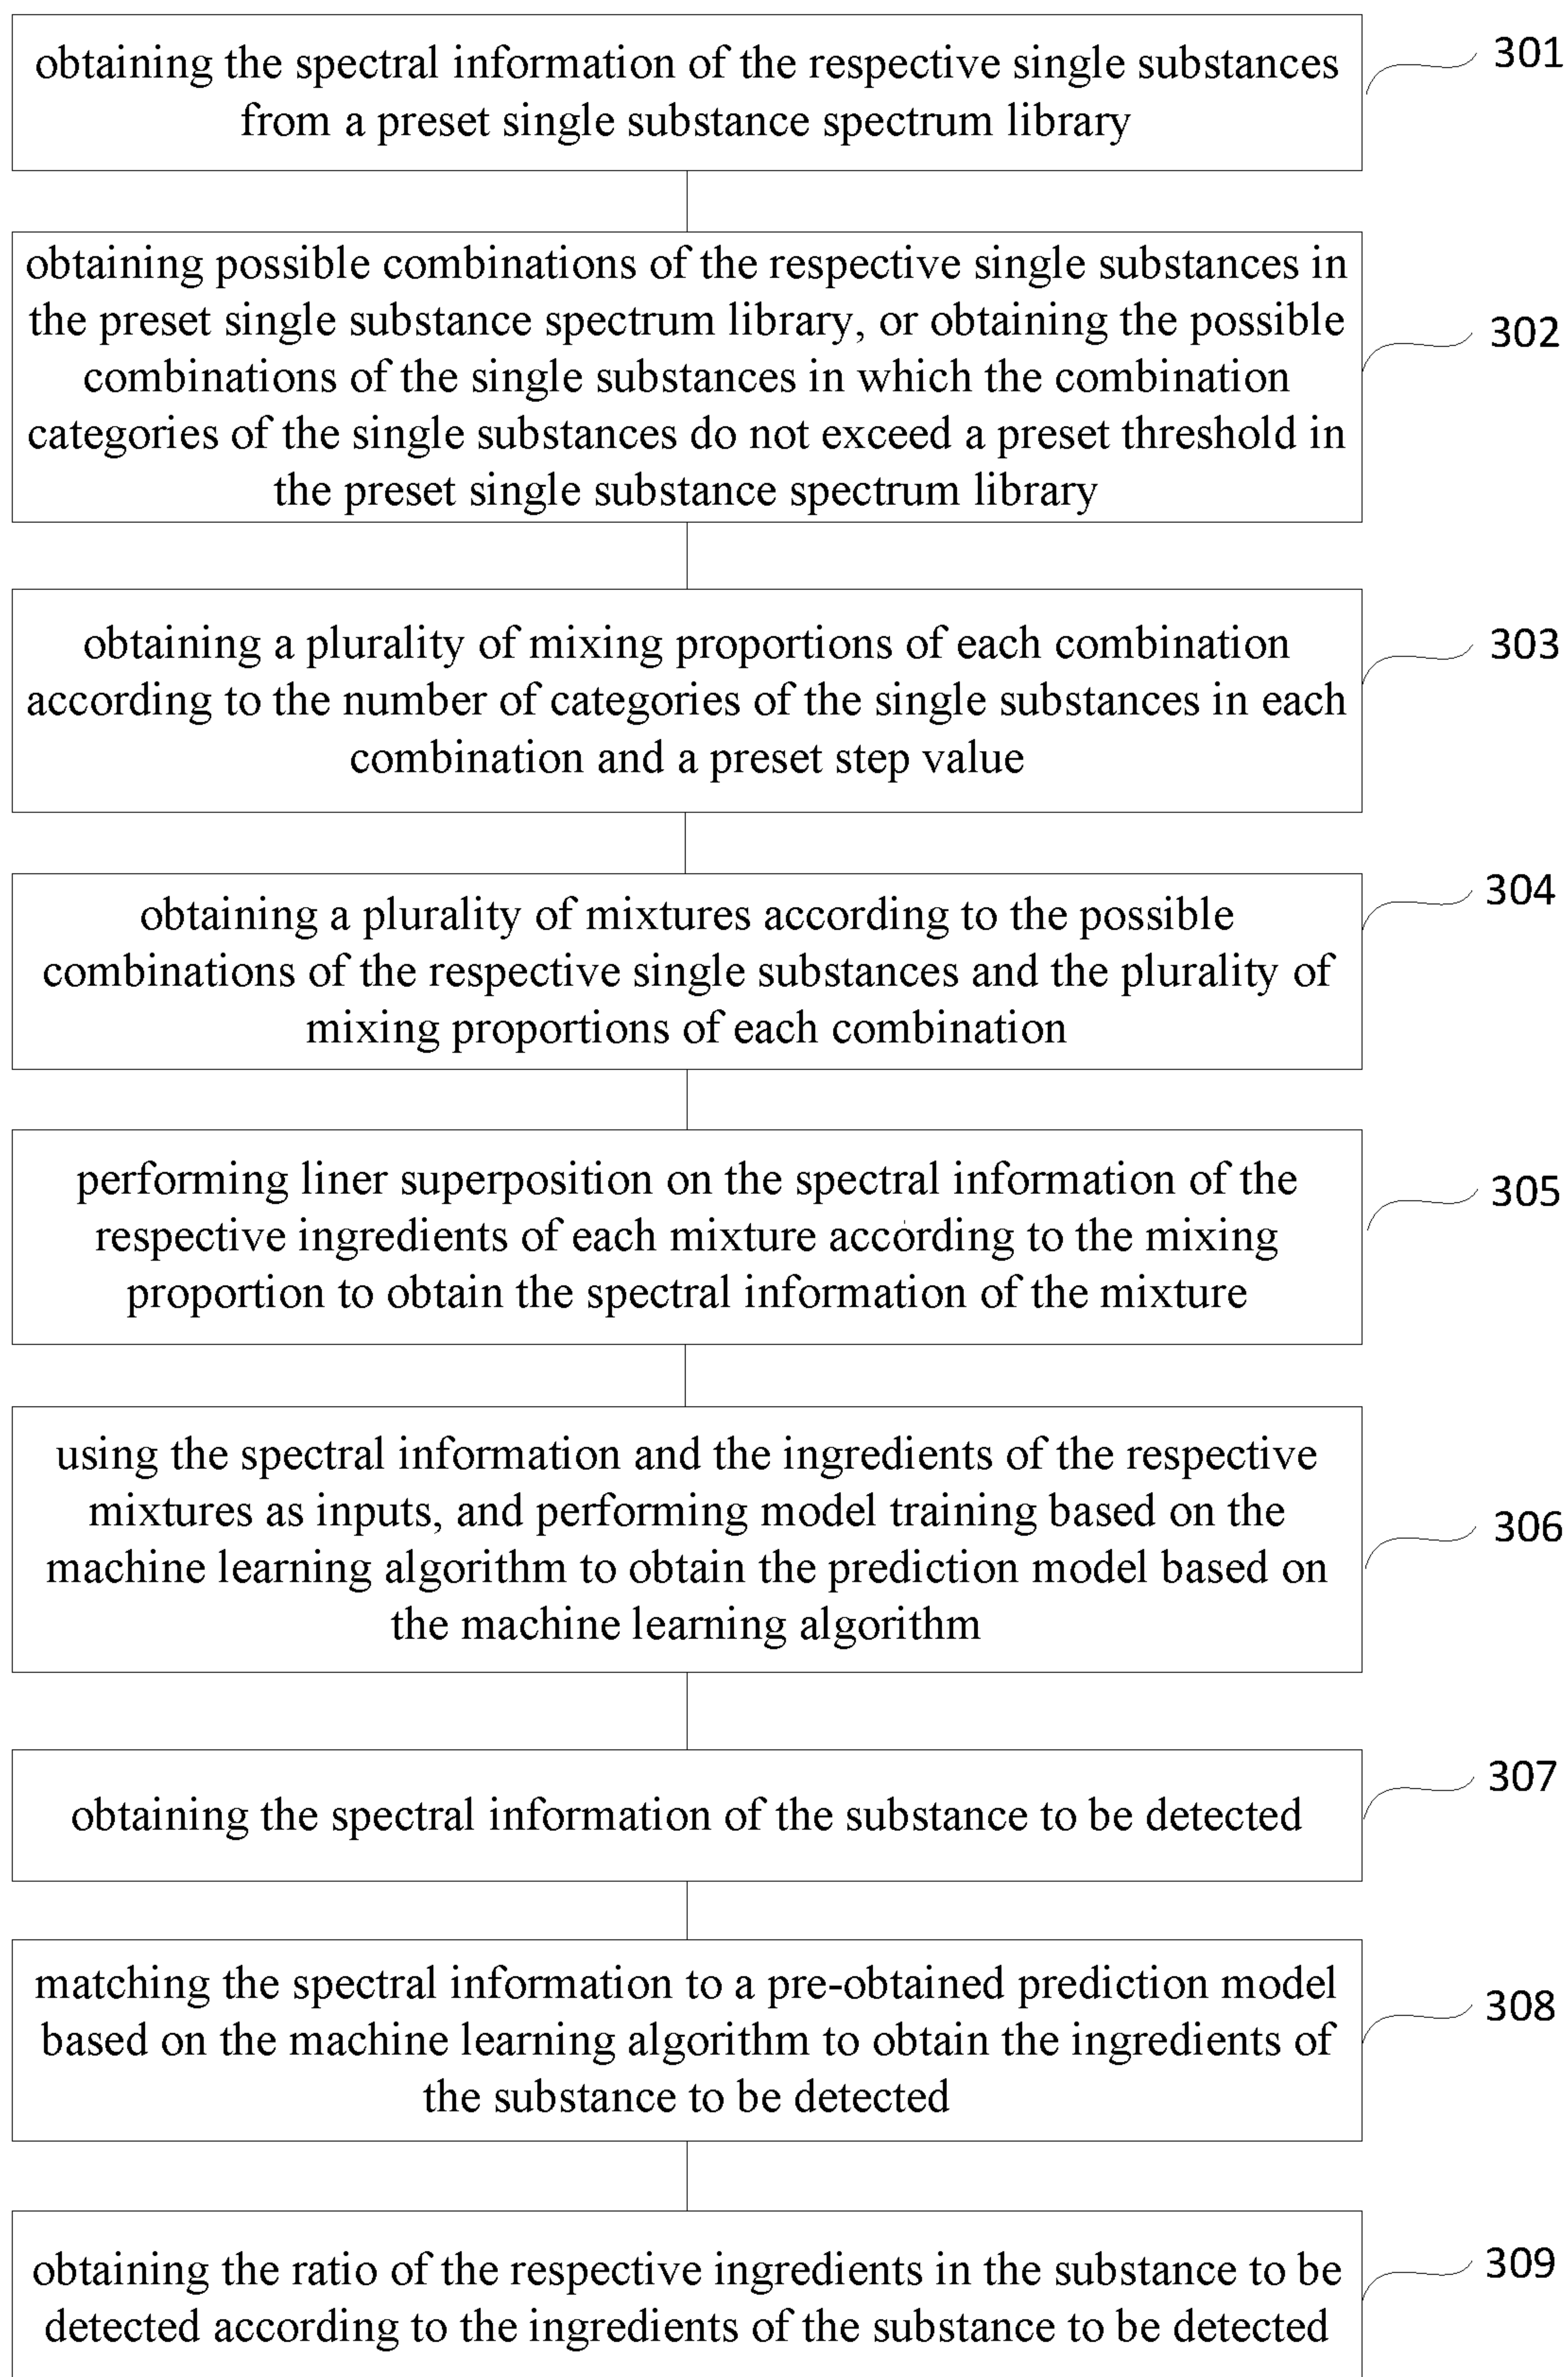 obtaining the spectral information of the respective single substances
from a preset single substance spectrum library
301
obtaining possible combinations of the respective single substances in
the preset single substance spectrum library, or obtaining the possible
combinations of the single substances in which the combination
categories of the single substances do not exceed a preset threshold in
the preset single substance spectrum library
302
obtaining a plurality of mixing proportions of each combination
according to the number of categories of the single substances in each
combination and a preset step value
303
obtaining a plurality of mixtures according to the possible
combinations of the respective single substances and the plurality of
mixing proportions of each combination
304
performing liner superposition on the spectral information of the
respective ingredients of each mixture according to the mixing
proportion to obtain the spectral information of the mixture
305
using the spectral information and the ingredients of the respective
mixtures as inputs, and performing model training based on the
machine learning algorithm to obtain the prediction model based on
the machine learning algorithm
306
obtaining the spectral information of the substance to be detected
307
matching the spectral information to a pre-obtained prediction model
based on the machine learning algorithm to obtain the ingredients of
the substance to be detected
308
obtaining the ratio of the respective ingredients in the substance to be
detected according to the ingredients of the substance to be detected
309